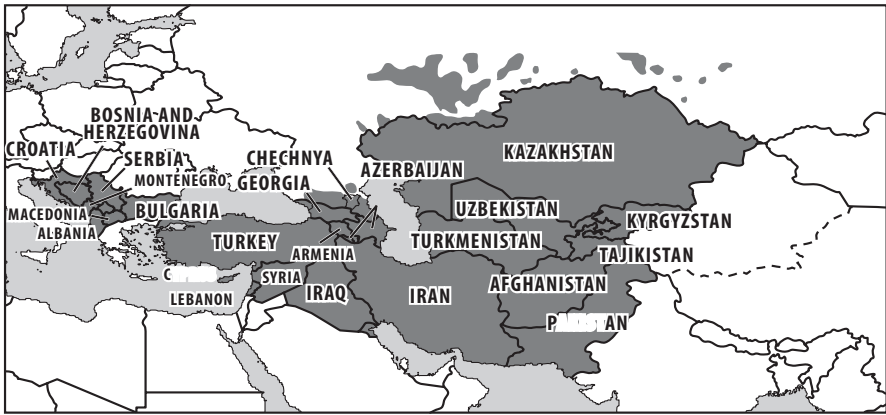 BOSNIA AND
HERZEGOVINA
CROATIA
SERBIA
CHECHNYA
AZERBAIJAN
KAZAKHSTAN
MONTENEGRO
GEORGIA
MACEDONIA
BULGARIA
UZBEKISTAN
KYRGYZSTAN
ALBANIA
TURKEY
ARMENIA
TURKMENISTAN
TAJIKISTAN
SYRIA
AFGHANISTAN
LEBANON
IRAQ
IRAN